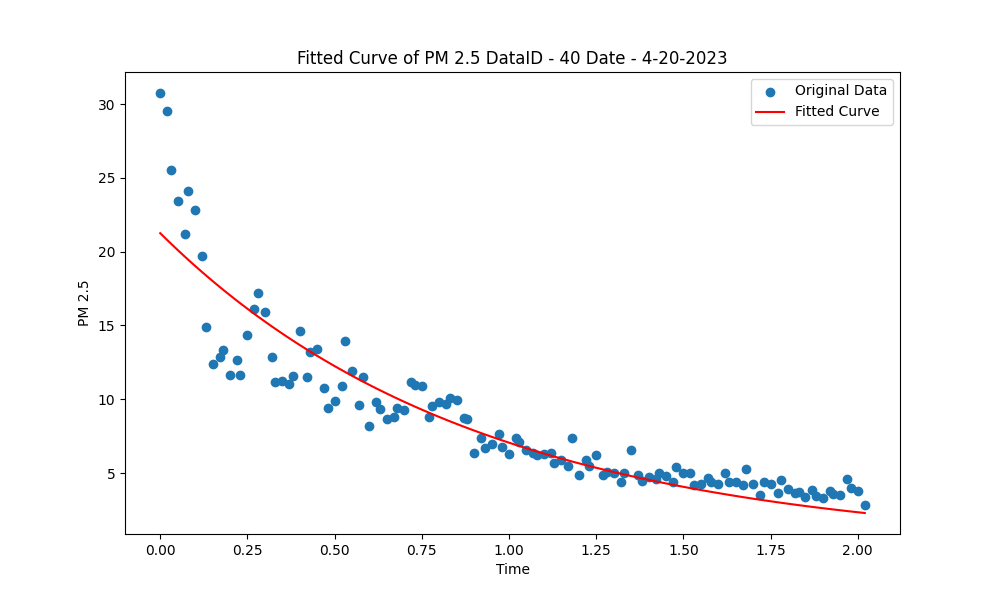 Fitted Curve of PM 2.5 DataID - 40 Date - 4-20-2023
Original Data
Fitted Curve
30
25
20
15
10
5
PM 2.5
0.00 0.25 0.50 0.75 1.00 1.25 1.50 1.75 2.00
Time